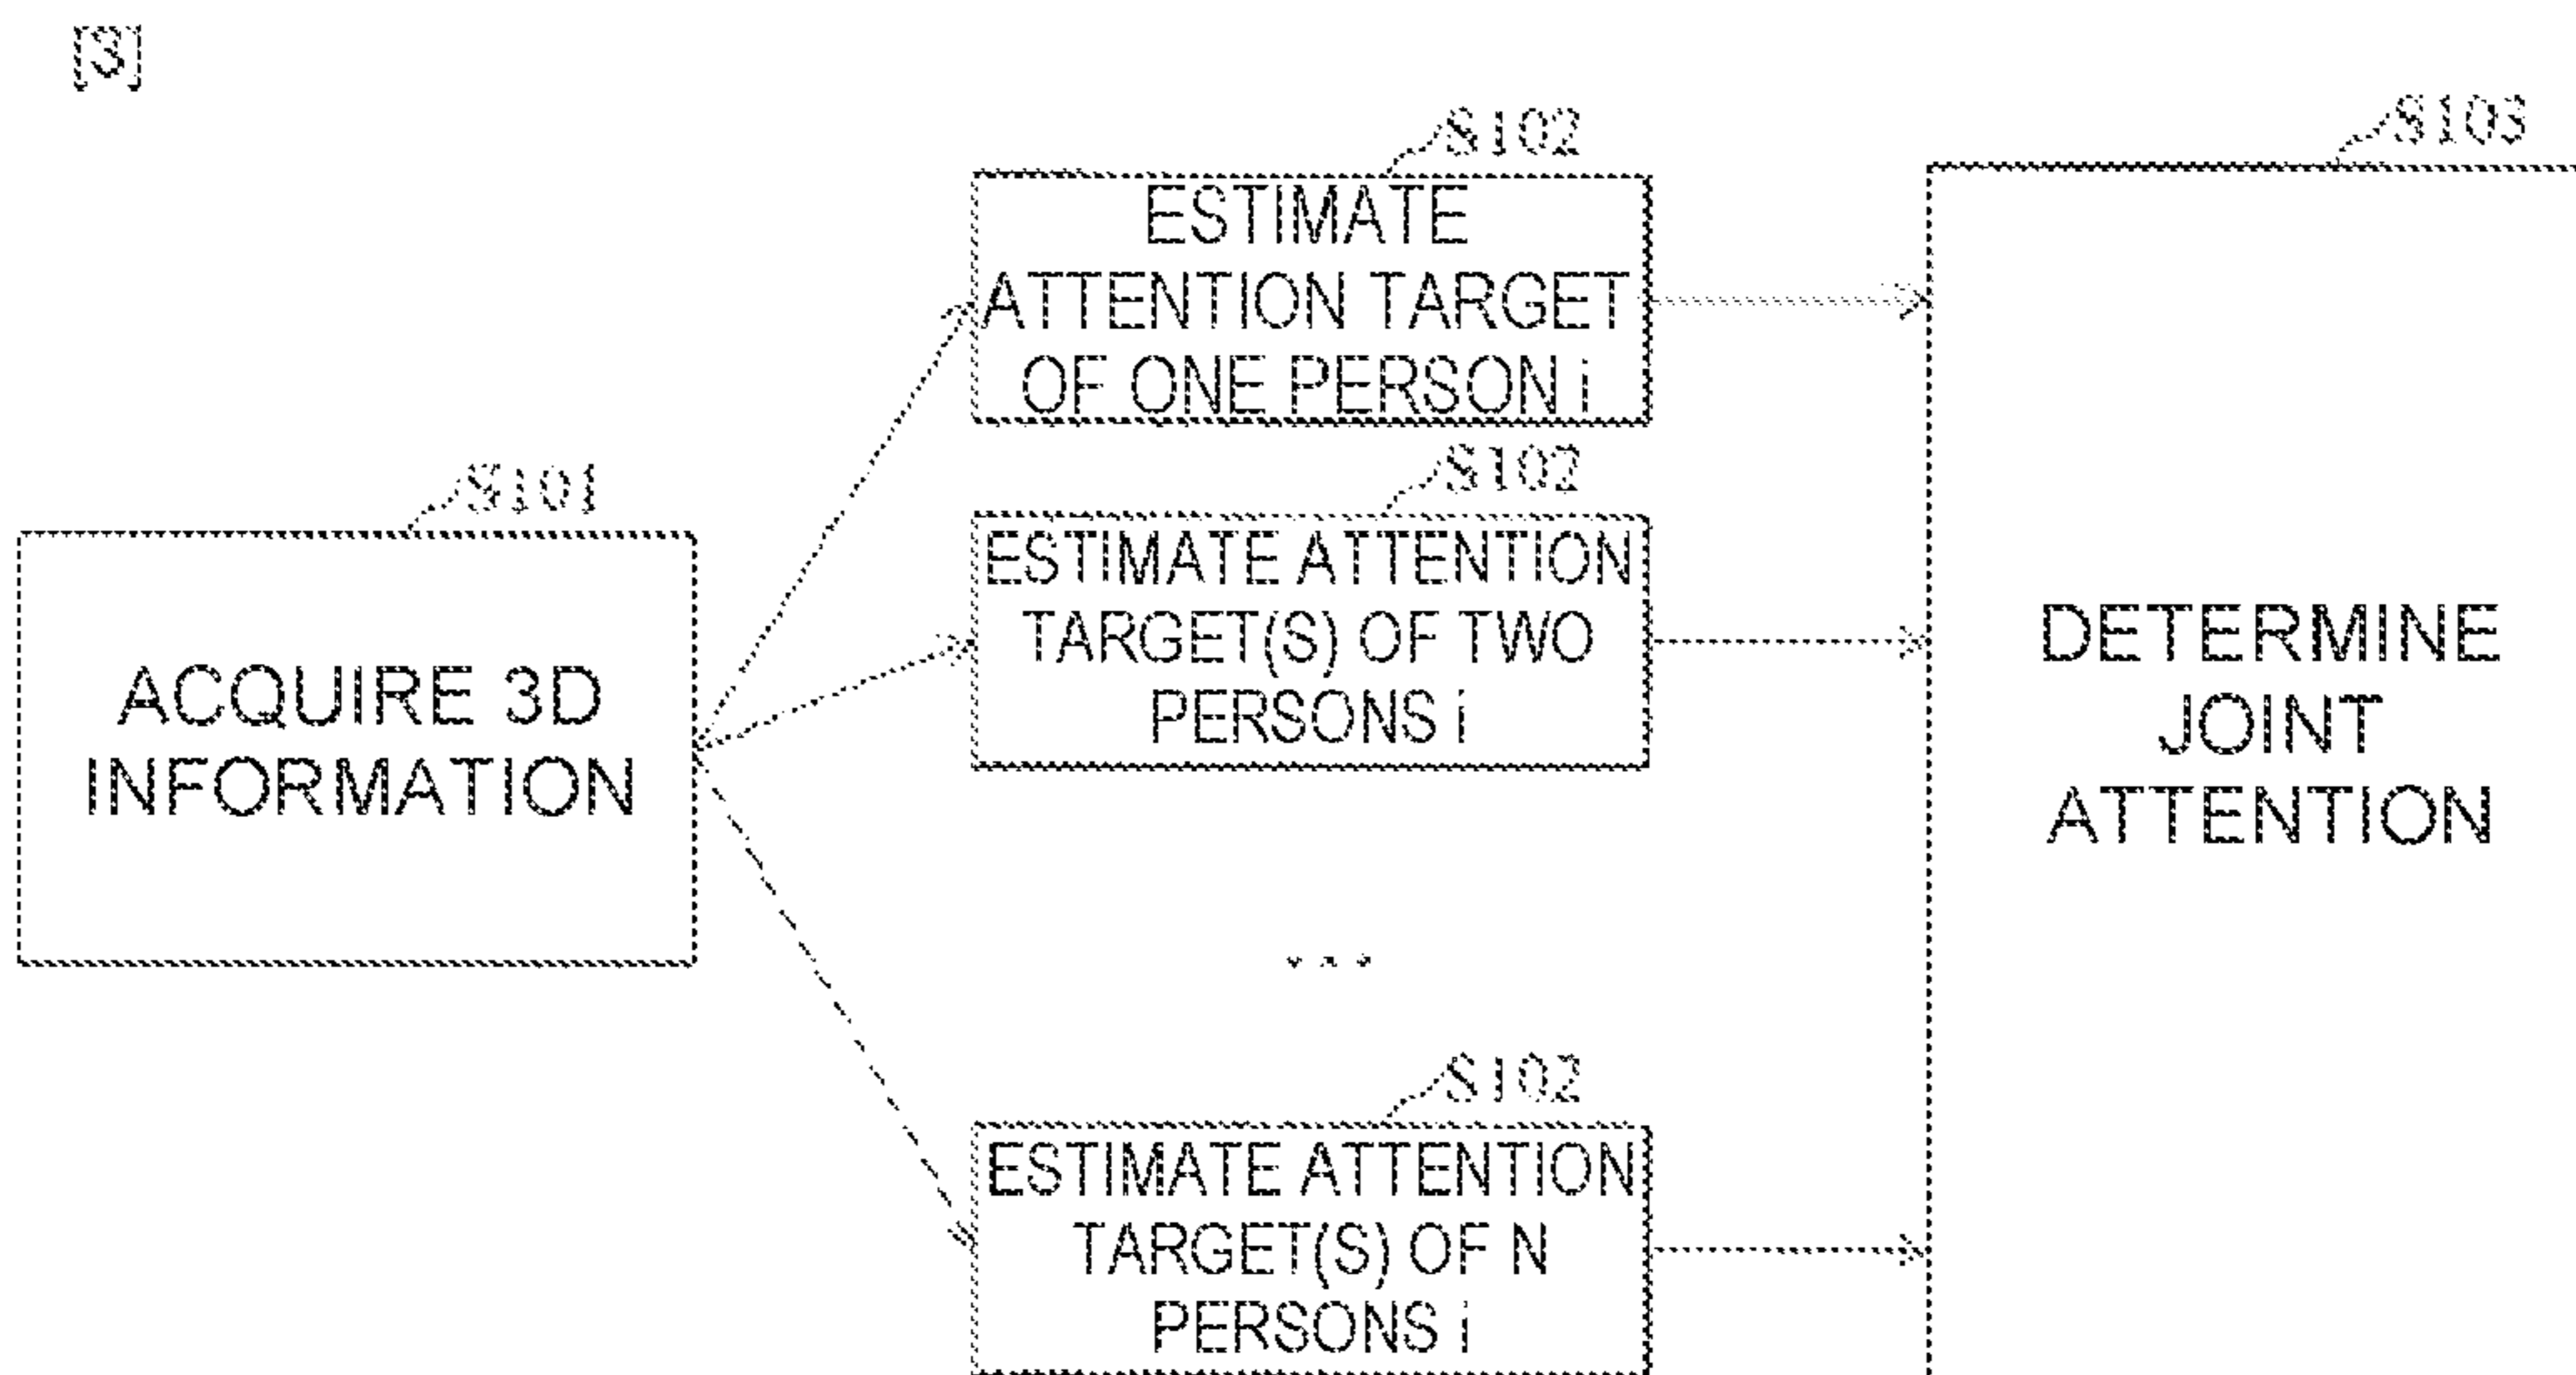 [3]
S101
ACQUIRE 3D
INFORMATION
S102
ESTIMATE
ATTENTION TARGET
OF ONE PERSON i
S102
ESTIMATE ATTENTION
TARGET(S) OF TWO
PERSONS i
...
S102
ESTIMATE ATTENTION
TARGET(S) OF N
PERSONS i
S103
DETERMINE
JOINT
ATTENTION